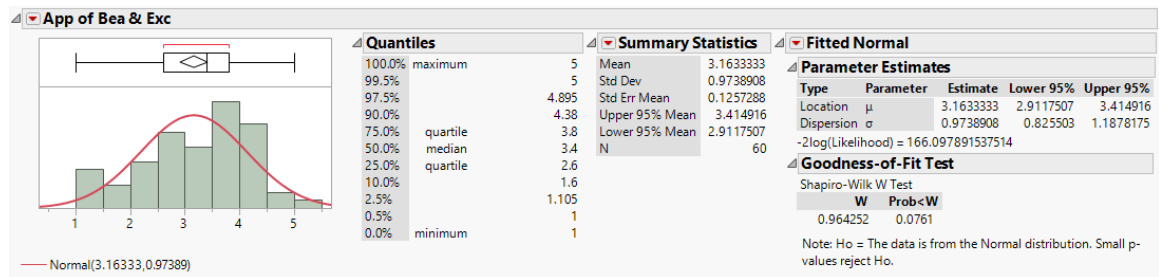 App of Bea & Exc
1 2 3 4 5
Normal(3.16333,0.97389)
Quantiles
100.0% maximum 5
99.5% 5
97.5% 4.895
90.0% 4.38
75.0% quartile 3.8
50.0% median 3.4
25.0% quartile 2.6
10.0% 1.6
2.5% 1.105
0.5% 1
0.0% minimum 1
Summary Statistics
Mean 3.1633333
Std Dev 0.9738908
Std Err Mean 0.1257288
Upper 95% Mean 3.414916
Lower 95% Mean 2.9117507
N 60
Fitted Normal
Parameter Estimates
Type Parameter Estimate Lower 95% Upper 95%
Location μ 3.1633333 2.9117507 3.414916
Dispersion σ 0.9738908 0.825503 1.1878175
-2log(Likelihood) = 166.097891537514
Goodness-of-Fit Test
Shapiro-Wilk W Test
W Prob<W
0.964252 0.0761
Note: Ho = The data is from the Normal distribution. Small p-
values reject Ho.